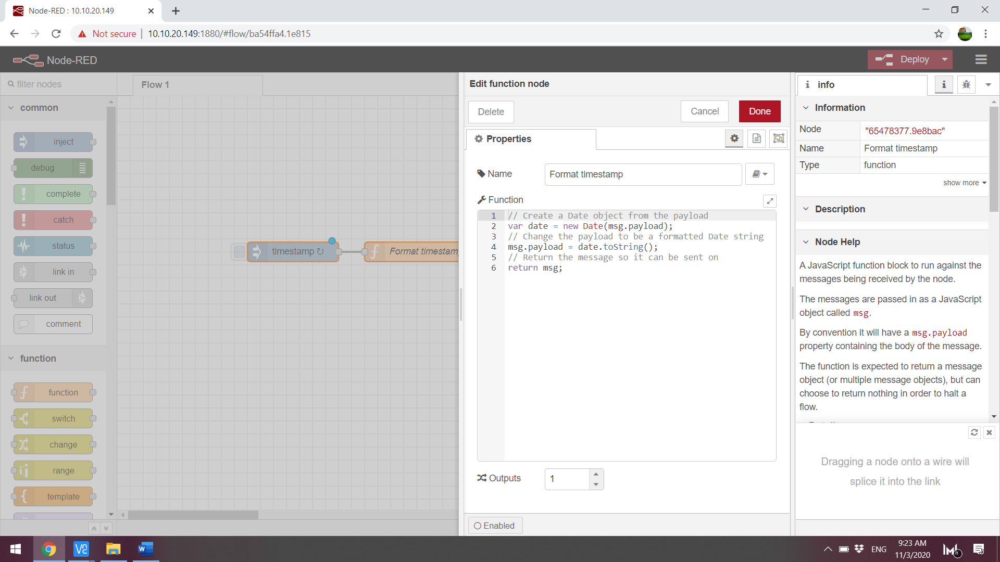 Node-RED : 10.10.20.149
Not secure
10.10.20.149:1880/#flow/ba54ffa4.1e815
Node-RED
Deploy
filter nodes
common
inject
debug
complete
catch
status
link in
link out
comment
function
function
switch
change
range
template
Flow 1
timestamp ↻
Format timestam
Edit function node
Delete
Cancel
Done
Properties
Name
Format timestamp
Function
1 // Create a Date object from the payload
2 var date = new Date(msg.payload);
3 // Change the payload to be a formatted Date string
4 msg.payload = date.toString();
5 // Return the message so it can be sent on
6 return msg;
Outputs
1
Enabled
info
Information
Node "65478377.9e8bac"
Name Format timestamp
Type function
show more
Description
Node Help
A JavaScript function block to run against the
messages being received by the node.
The messages are passed in as a JavaScript
object called msg.
By convention it will have a msg.payload
property containing the body of the message.
The function is expected to return a message
object (or multiple message objects), but can
choose to return nothing in order to halt a
flow.
Dragging a node onto a wire will
splice it into the link
ENG
9:23 AM
11/3/2020